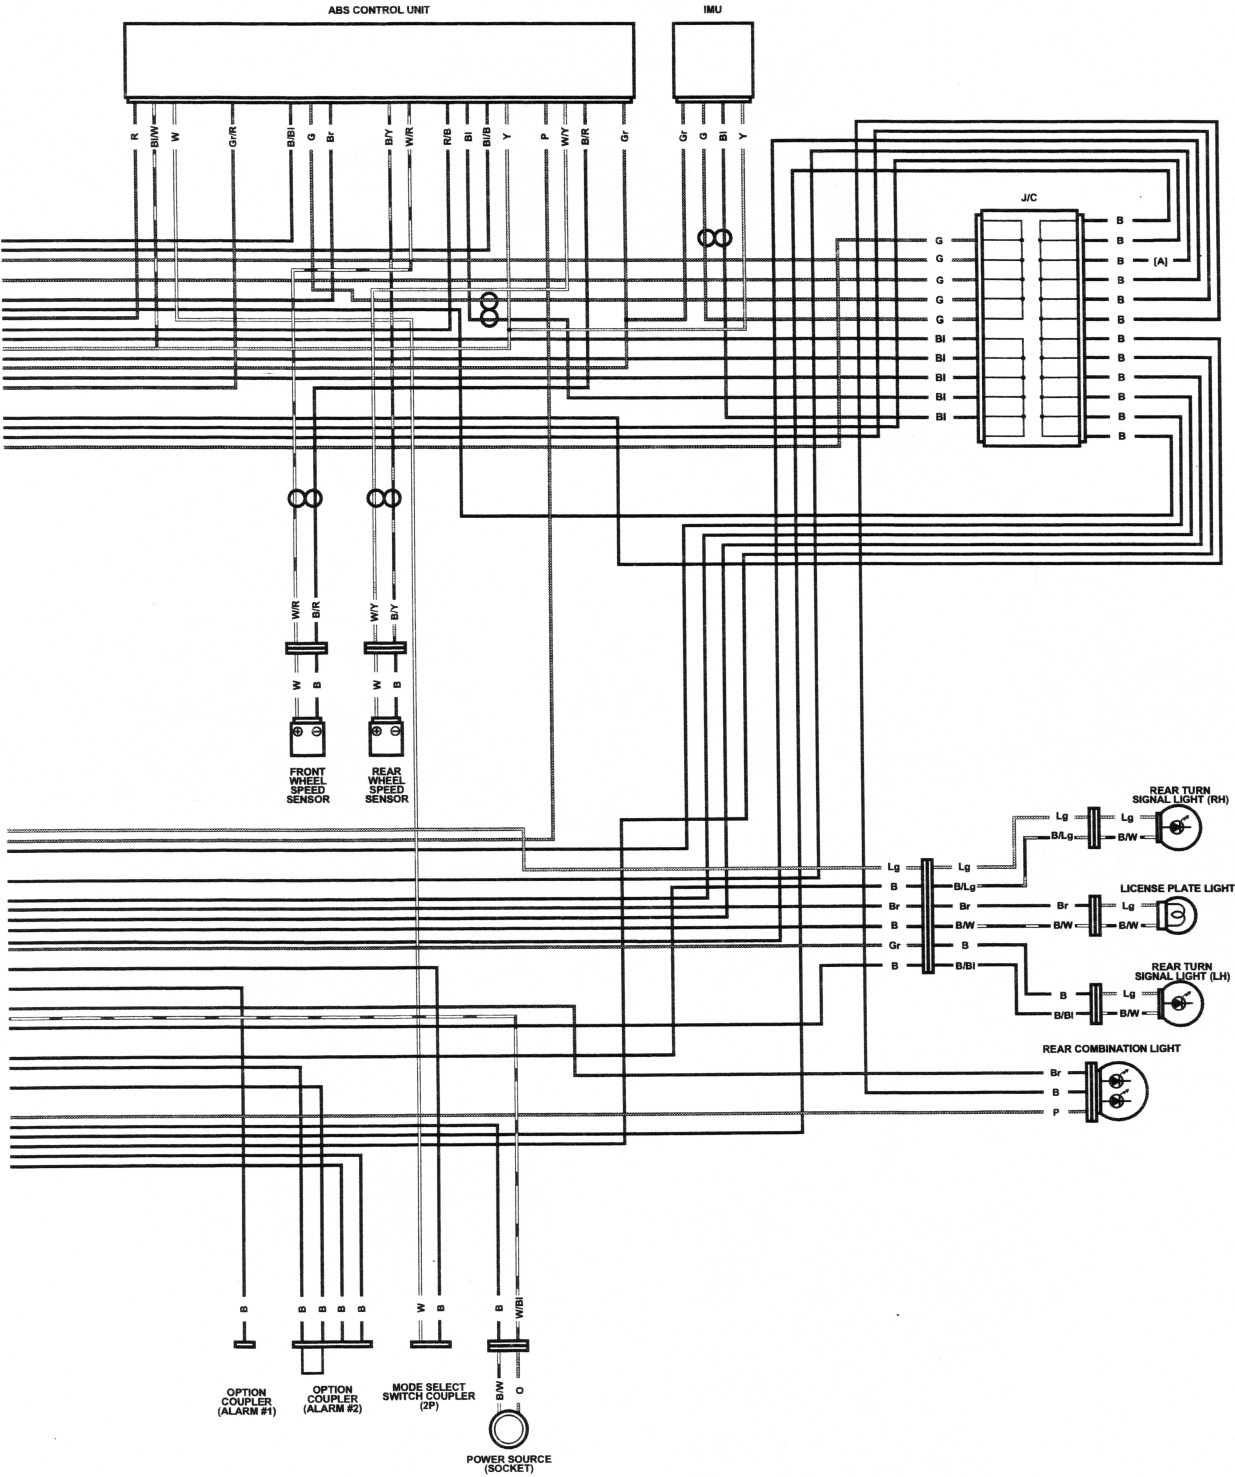 ABS CONTROL UNIT
IMU
R
Bl/W
W
Gr/R
B/Bl
G
Br
B/Y
W/R
R/B
Bl
Bl/B
Y
P
W/Y
B/R
Gr
Gr
G
Bl
Y
J/C
B
G
B
G
B
[A]
G
B
G
B
G
B
Bl
B
Bl
B
Bl
B
Bl
B
Bl
B
B
W/R
B/R
W/Y
B/Y
W
B
W
B
FRONT
WHEEL
SPEED
SENSOR
REAR
WHEEL
SPEED
SENSOR
REAR TURN
SIGNAL LIGHT (RH)
Lg
Lg
B/Lg
B/W
Lg
Lg
B
B/Lg
LICENSE PLATE LIGHT
Br
Br
Br
Lg
B
B/W
B/W
B/W
Gr
B
B
B/Bl
REAR TURN
SIGNAL LIGHT (LH)
B
Lg
B/Bl
B/W
REAR COMBINATION LIGHT
Br
B
P
B
B
B
B
B
W
B
B
W/Bl
B/W
O
OPTION
COUPLER
(ALARM #1)
OPTION
COUPLER
(ALARM #2)
MODE SELECT
SWITCH COUPLER
(2P)
POWER SOURCE
(SOCKET)